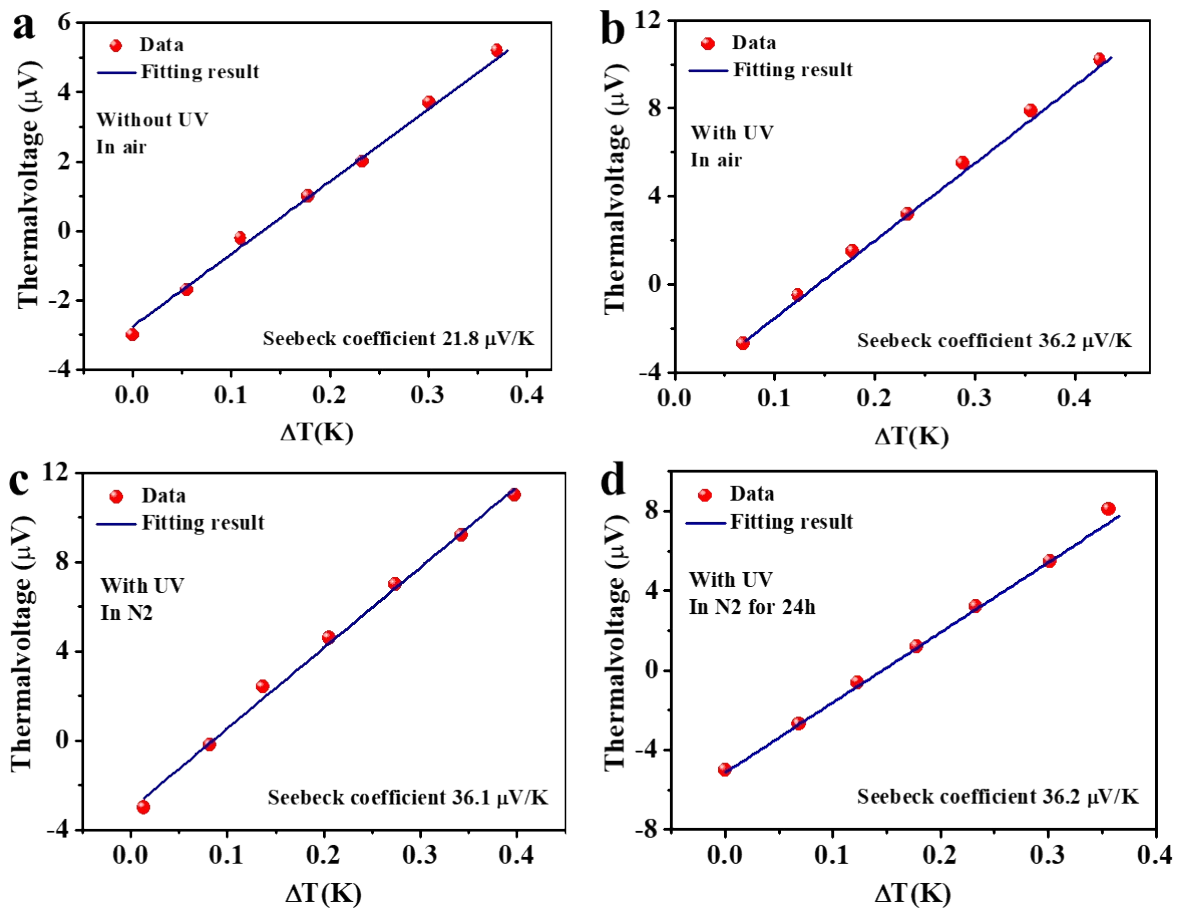 a
6
4
2
0
-2
-4
Thermalvoltage (μV)
Data
Fitting result
Without UV
In air
Seebeck coefficient 21.8 μV/K
0.0 0.1 0.2 0.3 0.4
ΔT(K)
b
12
8
4
0
-4
Thermalvoltage (μV)
Data
Fitting result
With UV
In air
Seebeck coefficient 36.2 μV/K
0.0 0.1 0.2 0.3 0.4
ΔT(K)
c
12
8
4
0
-4
Thermalvoltage (μV)
Data
Fitting result
With UV
In N2
Seebeck coefficient 36.1 μV/K
0.0 0.1 0.2 0.3 0.4
ΔT(K)
d
8
4
0
-4
-8
Thermalvoltage (μV)
Data
Fitting result
With UV
In N2 for 24h
Seebeck coefficient 36.2 μV/K
0.0 0.1 0.2 0.3 0.4
ΔT(K)